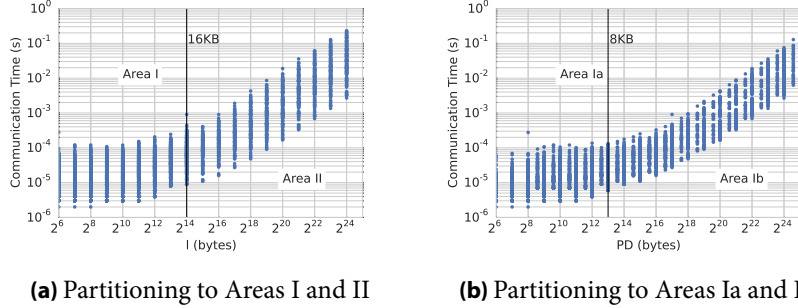 10^0
10^-1
10^-2
10^-3
10^-4
10^-5
10^-6
Communication Time (s)
16KB
Area I
Area II
2^6 2^8 2^10 2^12 2^14 2^16 2^18 2^20 2^22 2^24
I (bytes)
(a) Partitioning to Areas I and II
10^0
10^-1
10^-2
10^-3
10^-4
10^-5
10^-6
Communication Time (s)
8KB
Area Ia
Area Ib
2^6 2^8 2^10 2^12 2^14 2^16 2^18 2^20 2^22 2^24
PD (bytes)
(b) Partitioning to Areas Ia and